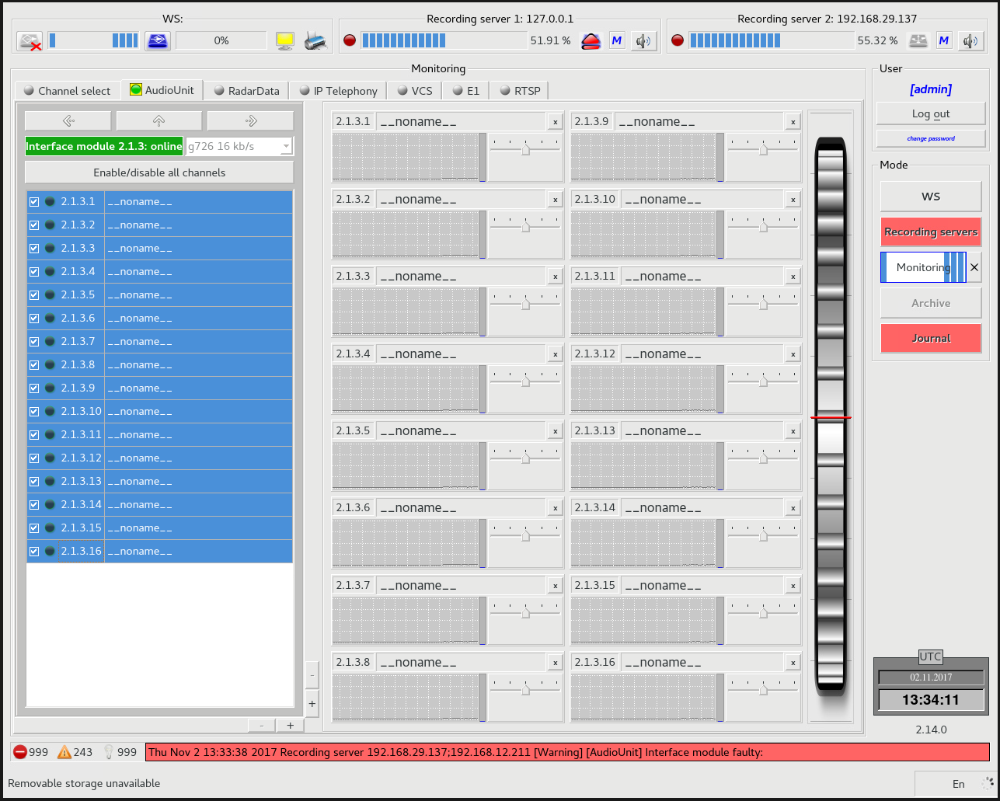 WS:
0%
Recording server 1: 127.0.0.1
51.91 %
M
Recording server 2: 192.168.29.137
55.32 %
M
Monitoring
Channel select
AudioUnit
RadarData
IP Telephony
VCS
E1
RTSP
Interface module 2.1.3: online
g726 16 kb/s
Enable/disable all channels
2.1.3.1 __noname__
2.1.3.2 __noname__
2.1.3.3 __noname__
2.1.3.4 __noname__
2.1.3.5 __noname__
2.1.3.6 __noname__
2.1.3.7 __noname__
2.1.3.8 __noname__
2.1.3.9 __noname__
2.1.3.10 __noname__
2.1.3.11 __noname__
2.1.3.12 __noname__
2.1.3.13 __noname__
2.1.3.14 __noname__
2.1.3.15 __noname__
2.1.3.16 __noname__
-
+
-
+
2.1.3.1 __noname__ x
2.1.3.2 __noname__ x
2.1.3.3 __noname__ x
2.1.3.4 __noname__ x
2.1.3.5 __noname__ x
2.1.3.6 __noname__ x
2.1.3.7 __noname__ x
2.1.3.8 __noname__ x
2.1.3.9 __noname__ x
2.1.3.10 __noname__ x
2.1.3.11 __noname__ x
2.1.3.12 __noname__ x
2.1.3.13 __noname__ x
2.1.3.14 __noname__ x
2.1.3.15 __noname__ x
2.1.3.16 __noname__ x
User
[admin]
Log out
change password
Mode
WS
Recording servers
Monitoring
Archive
Journal
UTC
02.11.2017
13:34:11
2.14.0
999
243
999
Thu Nov 2 13:33:38 2017 Recording server 192.168.29.137;192.168.12.211 [Warning] [AudioUnit] Interface module faulty:
Removable storage unavailable
En